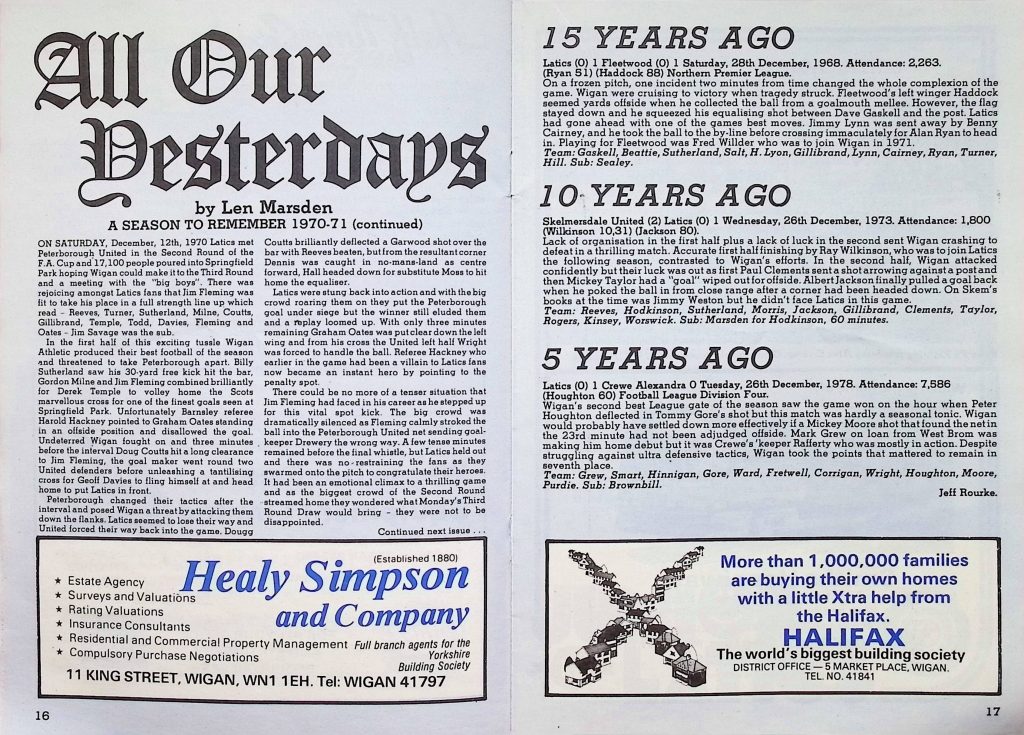 All Our
Yesterdays
by Len Marsden
A SEASON TO REMEMBER 1970-71 (continued)
ON SATURDAY, December, 12th, 1970 Latics met
Peterborough United in the Second Round of the
F.A. Cup and 17,100 people poured into Springfield
Park hoping Wigan could make it to the Third Round
and a meeting with the "big boys". There was
rejoicing amongst Latics fans that Jim Fleming was
fit to take his place in a full strength line up which
read – Reeves, Turner, Sutherland, Milne, Coutts,
Gillibrand, Temple, Todd, Davies, Fleming and
Oates – Jim Savage was the sub.
In the first half of this exciting tussle Wigan
Athletic produced their best football of the season
and threatened to take Peterborough apart. Billy
Sutherland saw his 30-yard free kick hit the bar,
Gordon Milne and Jim Fleming combined brilliantly
for Derek Temple to volley home the Scots
marvellous cross for one of the finest goals seen at
Springfield Park. Unfortunately Barnsley referee
Harold Hackney pointed to Graham Oates standing
in an offside position and disallowed the goal.
Undeterred Wigan fought on and three minutes
before the interval Doug Coutts hit a long clearance
to Jim Fleming, the goal maker went round two
United defenders before unleashing a tantilising
cross for Geoff Davies to fling himself at and head
home to put Latics in front.
Peterborough changed their tactics after the
interval and posed Wigan a threat by attacking them
down the flanks. Latics seemed to lose their way and
United forced their way back into the game. Dougg
Coutts brilliantly deflected a Garwood shot over the
bar with Reeves beaten, but from the resultant corner
Dennis was caught in no-mans-land as centre
forward, Hall headed down for substitute Moss to hit
home the equaliser.
Latics were stung back into action and with the big
crowd roaring them on they put the Peterborough
goal under siege but the winner still eluded them
and a replay loomed up. With only three minutes
remaining Graham Oates was put clear down the left
wing and from his cross the United left half Wright
was forced to handle the ball. Referee Hackney who
earlier in the game had been a villain to Latics fans
now became an instant hero by pointing to the
penalty spot.
There could be no more of a tenser situation that
Jim Fleming had faced in his career as he stepped up
for this vital spot kick. The big crowd was
dramatically silenced as Fleming calmly stroked the
ball into the Peterborough United net sending goal-
keeper Drewery the wrong way. A few tense minutes
remained before the final whistle, but Latics held out
and there was no-restraining the fans as they
swarmed onto the pitch to congratulate their heroes.
It had been an emotional climax to a thrilling game
and as the biggest crowd of the Second Round
streamed home they wondered what Monday's Third
Round Draw would bring – they were not to be
disappointed.
Continued next issue . . .
(Established 1880)
Healy Simpson
and Company
★ Estate Agency
★ Surveys and Valuations
★ Rating Valuations
★ Insurance Consultants
★ Residential and Commercial Property Management
★ Compulsory Purchase Negotiations
Full branch agents for the
Yorkshire
Building Society
11 KING STREET, WIGAN, WN1 1EH. Tel: WIGAN 41797
16
15 YEARS AGO
Latics (0) 1 Fleetwood (0) 1 Saturday, 28th December, 1968. Attendance: 2,263.
(Ryan 51) (Haddock 88) Northern Premier League.
On a frozen pitch, one incident two minutes from time changed the whole complexion of the
game. Wigan were cruising to victory when tragedy struck. Fleetwood's left winger Haddock
seemed yards offside when he collected the ball from a goalmouth mellee. However, the flag
stayed down and he squeezed his equalising shot between Dave Gaskell and the post. Latics
had gone ahead with one of the games best moves. Jimmy Lynn was sent away by Benny
Cairney, and he took the ball to the by-line before crossing immaculately for Alan Ryan to head
in. Playing for Fleetwood was Fred Willder who was to join Wigan in 1971.
Team: Gaskell, Beattie, Sutherland, Salt, H. Lyon, Gillibrand, Lynn, Cairney, Ryan, Turner,
Hill. Sub: Sealey.
10 YEARS AGO
Skelmersdale United (2) Latics (0) 1 Wednesday, 26th December, 1973. Attendance: 1,800
(Wilkinson 10,31) (Jackson 80).
Lack of organisation in the first half plus a lack of luck in the second sent Wigan crashing to
defeat in a thrilling match. Accurate first half finishing by Ray Wilkinson, who was to join Latics
the following season, contrasted to Wigan's efforts. In the second half, Wigan attacked
confidently but their luck was out as first Paul Clements sent a shot arrowing against a post and
then Mickey Taylor had a "goal" wiped out for offside. Albert Jackson finally pulled a goal back
when he poked the ball in from close range after a corner had been headed down. On Skem's
books at the time was Jimmy Weston but he didn't face Latics in this game.
Team: Reeves, Hodkinson, Sutherland, Morris, Jackson, Gillibrand, Clements, Taylor,
Rogers, Kinsey, Worswick. Sub: Marsden for Hodkinson, 60 minutes.
5 YEARS AGO
Latics (0) 1 Crewe Alexandra 0 Tuesday, 26th December, 1978. Attendance: 7,586
(Houghton 60) Football League Division Four.
Wigan's second best League gate of the season saw the game won on the hour when Peter
Houghton deflected in Tommy Gore's shot but this match was hardly a seasonal tonic. Wigan
would probably have settled down more effectively if a Mickey Moore shot that found the net in
the 23rd minute had not been adjudged offside. Mark Grew on loan from West Brom was
making his home debut but it was Crewe's 'keeper Rafferty who was mostly in action. Despite
struggling against ultra defensive tactics, Wigan took the points that mattered to remain in
seventh place.
Team: Grew, Smart, Hinnigan, Gore, Ward, Fretwell, Corrigan, Wright, Houghton, Moore,
Purdie. Sub: Brownbill.
Jeff Rourke.
More than 1,000,000 families
are buying their own homes
with a little Xtra help from
the Halifax.
HALIFAX
The world's biggest building society
DISTRICT OFFICE — 5 MARKET PLACE, WIGAN.
TEL. NO. 41841
17